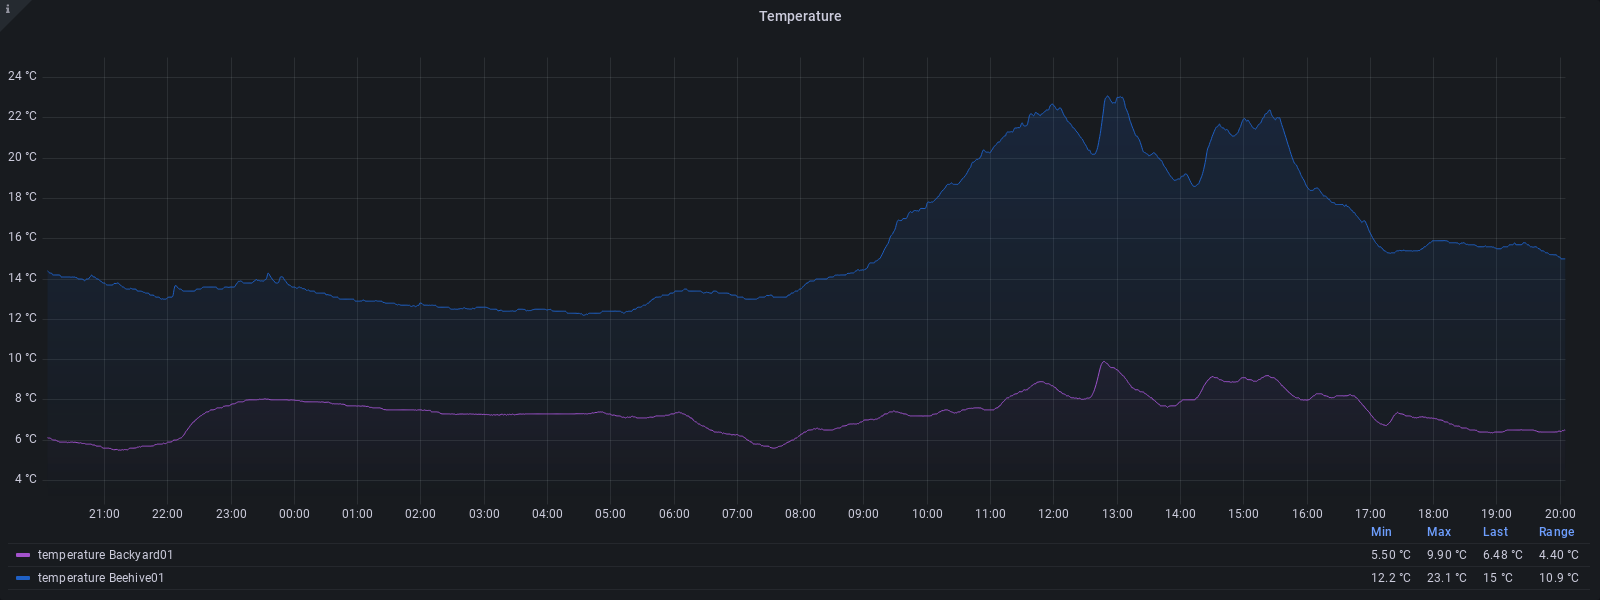 i
Temperature
24 °C
22 °C
20 °C
18 °C
16 °C
14 °C
12 °C
10 °C
8 °C
6 °C
4 °C
21:00 22:00 23:00 00:00 01:00 02:00 03:00 04:00 05:00 06:00 07:00 08:00 09:00 10:00 11:00 12:00 13:00 14:00 15:00 16:00 17:00 18:00 19:00 20:00
Min Max Last Range
temperature Backyard01 5.50 °C 9.90 °C 6.48 °C 4.40 °C
temperature Beehive01 12.2 °C 23.1 °C 15 °C 10.9 °C